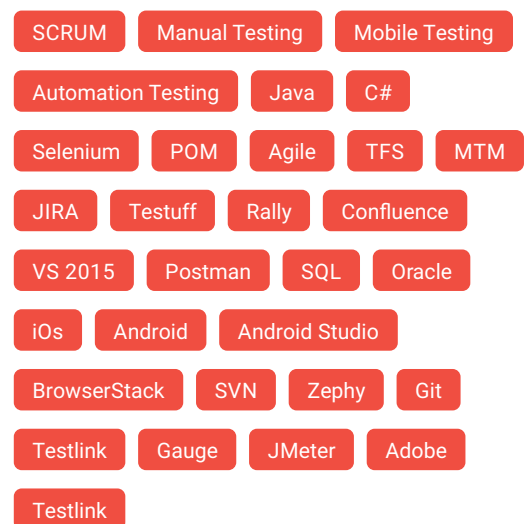 SCRUM Manual Testing Mobile Testing
Automation Testing Java C#
Selenium POM Agile TFS MTM
JIRA Testuff Rally Confluence
VS 2015 Postman SQL Oracle
iOs Android Android Studio
BrowserStack SVN Zephy Git
Testlink Gauge JMeter Adobe
Testlink